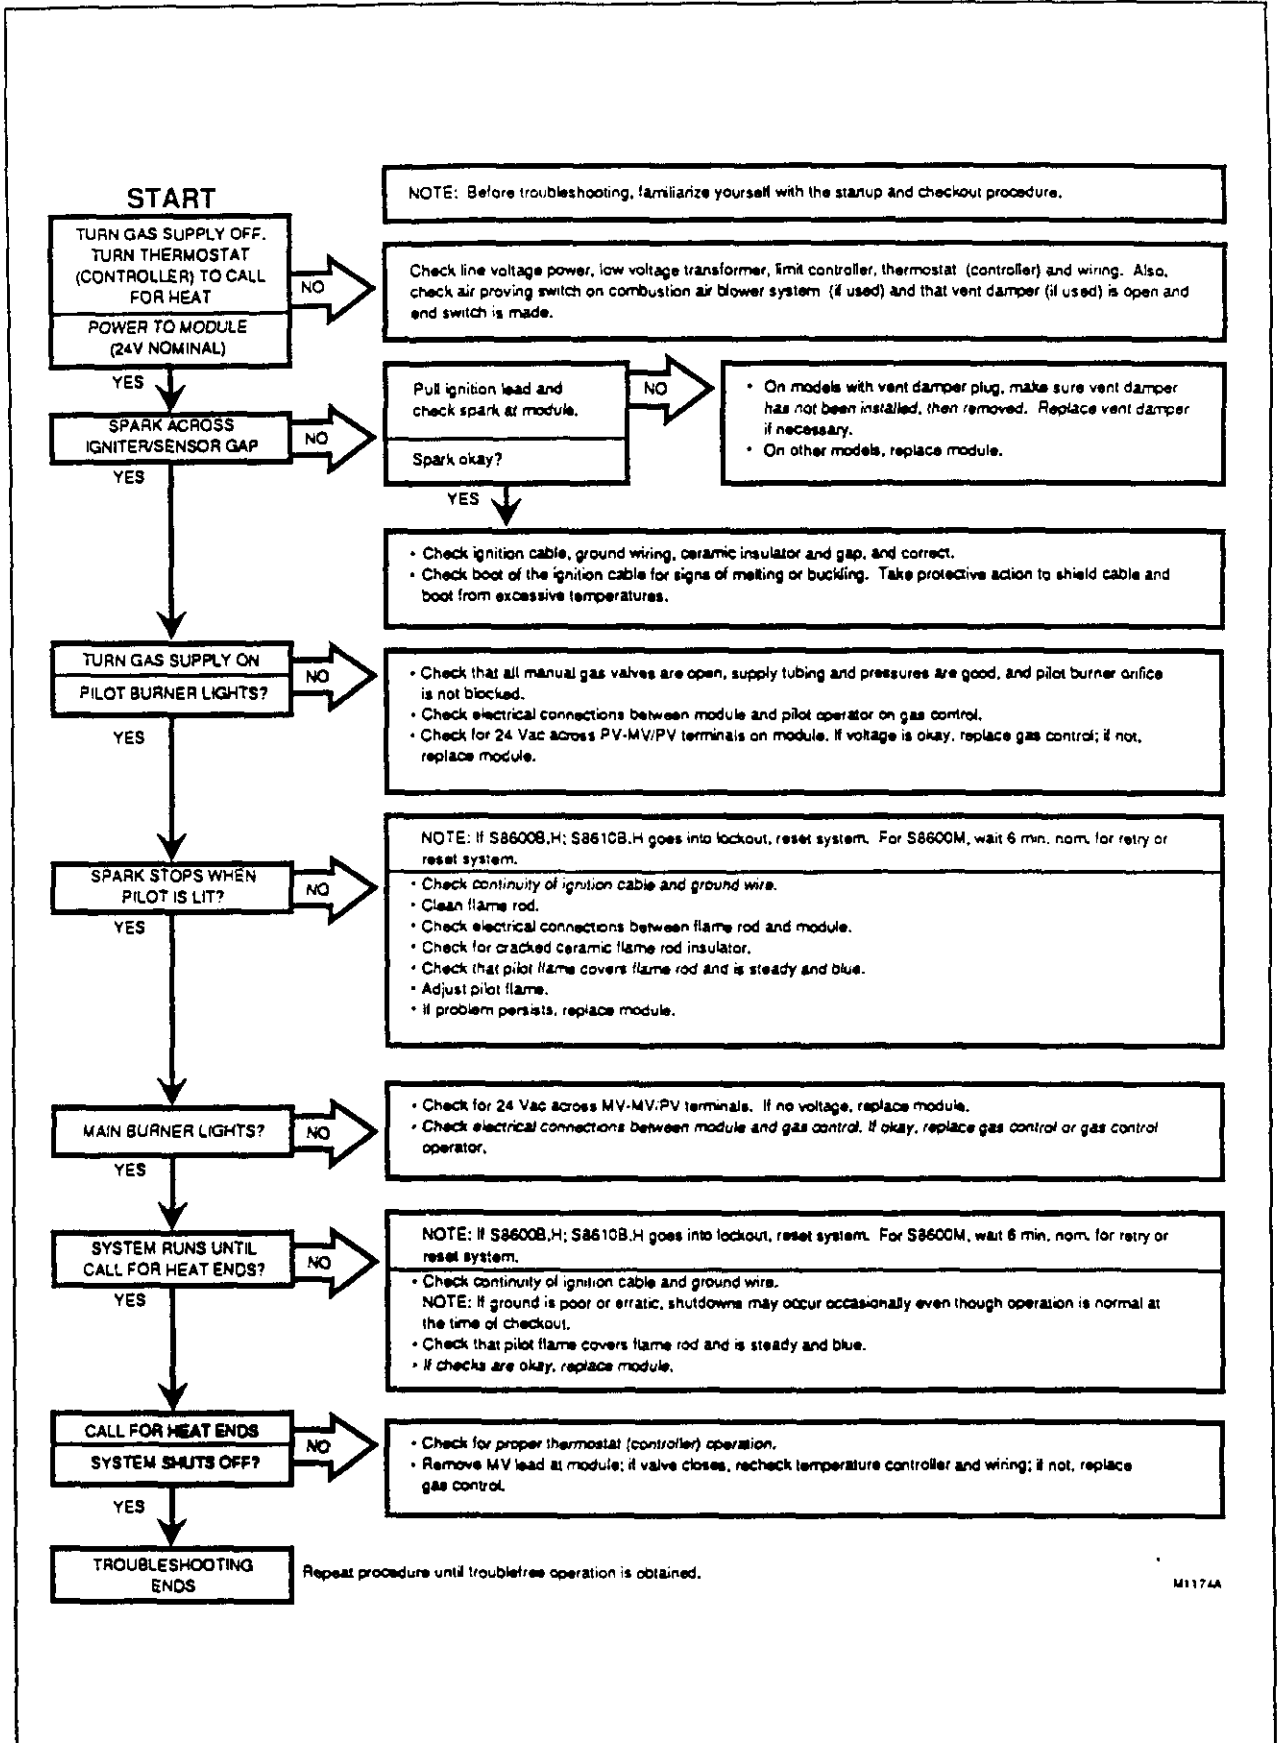 START
NOTE: Before troubleshooting, familiarize yourself with the startup and checkout procedure.
TURN GAS SUPPLY OFF.
TURN THERMOSTAT
(CONTROLLER) TO CALL
FOR HEAT
POWER TO MODULE
(24V NOMINAL)
NO
Check line voltage power, low voltage transformer, limit controller, thermostat (controller) and wiring. Also,
check air proving switch on combustion air blower system (if used) and that vent damper (if used) is open and
end switch is made.
YES
SPARK ACROSS
IGNITER/SENSOR GAP
NO
Pull ignition lead and
check spark at module.
Spark okay?
NO
• On models with vent damper plug, make sure vent damper
has not been installed, then removed. Replace vent damper
if necessary.
• On other models, replace module.
YES
YES
• Check ignition cable, ground wiring, ceramic insulator and gap, and correct.
• Check boot of the ignition cable for signs of melting or buckling. Take protective action to shield cable and
boot from excessive temperatures.
TURN GAS SUPPLY ON
PILOT BURNER LIGHTS?
NO
• Check that all manual gas valves are open, supply tubing and pressures are good, and pilot burner orifice
is not blocked.
• Check electrical connections between module and pilot operator on gas control.
• Check for 24 Vac across PV-MV/PV terminals on module. If voltage is okay, replace gas control; if not,
replace module.
YES
SPARK STOPS WHEN
PILOT IS LIT?
NO
NOTE: If S8600B,H; S8610B,H goes into lockout, reset system. For S8600M, wait 6 min. nom. for retry or
reset system.
• Check continuity of ignition cable and ground wire.
• Clean flame rod.
• Check electrical connections between flame rod and module.
• Check for cracked ceramic flame rod insulator.
• Check that pilot flame covers flame rod and is steady and blue.
• Adjust pilot flame.
• If problem persists, replace module.
YES
MAIN BURNER LIGHTS?
NO
• Check for 24 Vac across MV-MV/PV terminals. If no voltage, replace module.
• Check electrical connections between module and gas control. If okay, replace gas control or gas control
operator.
YES
SYSTEM RUNS UNTIL
CALL FOR HEAT ENDS?
NO
NOTE: If S8600B,H; S8610B,H goes into lockout, reset system. For S8600M, wait 6 min. nom. for retry or
reset system.
• Check continuity of ignition cable and ground wire.
NOTE: If ground is poor or erratic, shutdowns may occur occasionally even though operation is normal at
the time of checkout.
• Check that pilot flame covers flame rod and is steady and blue.
• If checks are okay, replace module.
YES
CALL FOR HEAT ENDS
SYSTEM SHUTS OFF?
NO
• Check for proper thermostat (controller) operation.
• Remove MV lead at module; if valve closes, recheck temperature controller and wiring; if not, replace
gas control.
YES
TROUBLESHOOTING
ENDS
Repeat procedure until troublefree operation is obtained.
M1174A